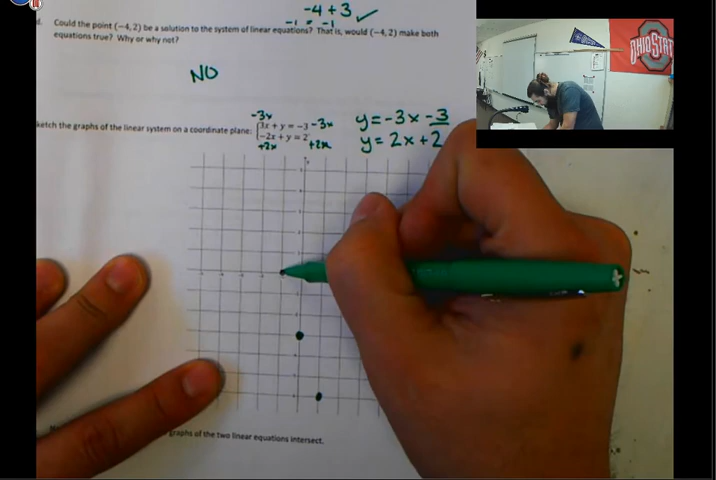 -4 + 3 ✓
-1 = -1
d. Could the point (−4, 2) be a solution to the system of linear equations? That is, would (−4, 2) make both
equations true? Why or why not?
NO
ketch the graphs of the linear system on a coordinate plane:
-3x -3x
3x + y = −3
−2x + y = 2
+2x +2x
y = -3x - 3
y = 2x + 2
graphs of the two linear equations intersect.
OHIO STATE